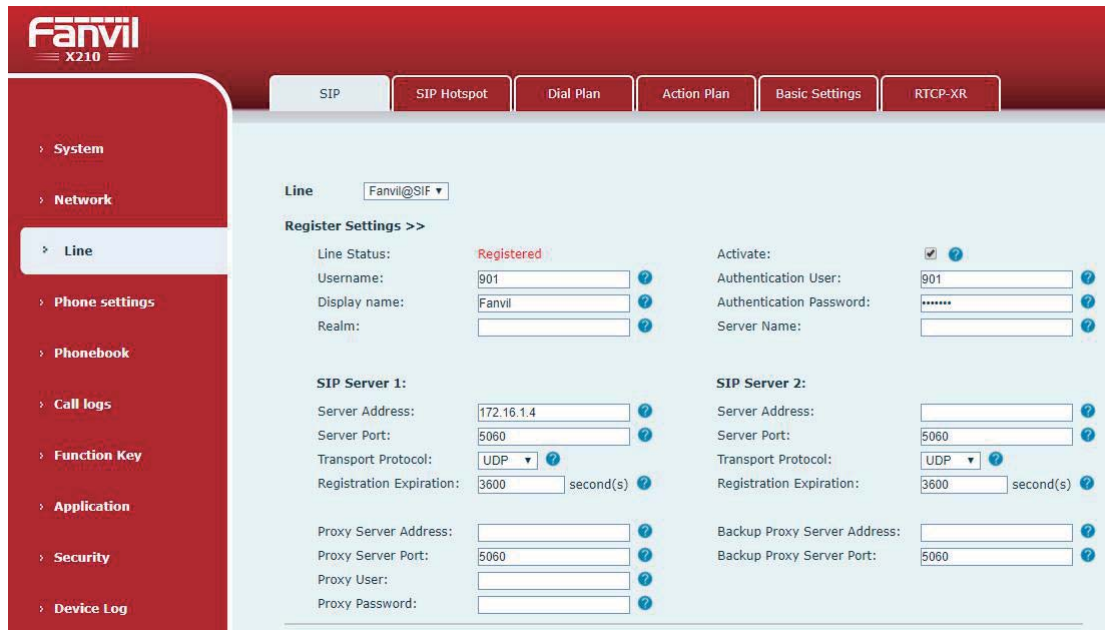 Fanvil
X210
SIP
SIP Hotspot
Dial Plan
Action Plan
Basic Settings
RTCP-XR
› System
› Network
› Line
› Phone settings
› Phonebook
› Call logs
› Function Key
› Application
› Security
› Device Log
Line Fanvil@SIF
Register Settings >>
Line Status: Registered Activate:
Username: 901 Authentication User: 901
Display name: Fanvil Authentication Password: •••••••
Realm: Server Name:
SIP Server 1: SIP Server 2:
Server Address: 172.16.1.4 Server Address:
Server Port: 5060 Server Port: 5060
Transport Protocol: UDP Transport Protocol: UDP
Registration Expiration: 3600 second(s) Registration Expiration: 3600 second(s)
Proxy Server Address: Backup Proxy Server Address:
Proxy Server Port: 5060 Backup Proxy Server Port: 5060
Proxy User:
Proxy Password: